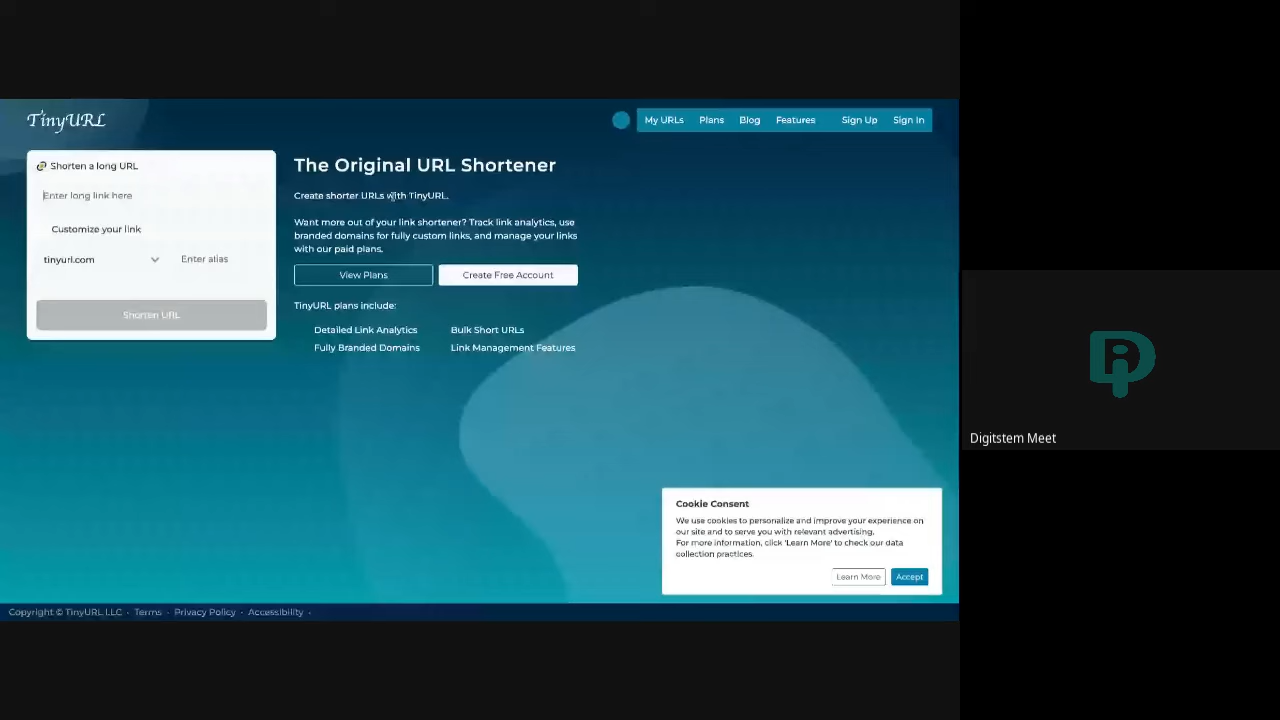 TinyURL
My URLs Plans Blog Features Sign Up Sign In
Shorten a long URL
Enter long link here
Customize your link
tinyurl.com
Enter alias
Shorten URL
The Original URL Shortener
Create shorter URLs with TinyURL.
Want more out of your link shortener? Track link analytics, use
branded domains for fully custom links, and manage your links
with our paid plans.
View Plans
Create Free Account
TinyURL plans include:
Detailed Link Analytics
Bulk Short URLs
Fully Branded Domains
Link Management Features
Cookie Consent
We use cookies to personalize and improve your experience on
our site and to serve you with relevant advertising.
For more information, click 'Learn More' to check our data
collection practices.
Learn More
Accept
Copyright © TinyURL LLC · Terms · Privacy Policy · Accessibility ·
Digitstem Meet